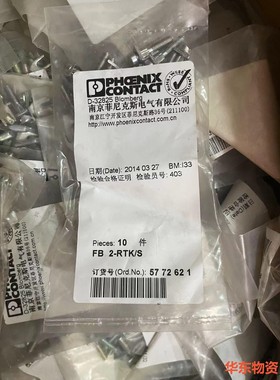 PHOENIX
CONTACT
D-32825 Blomberg
南京菲尼克斯电气有限公司
南京江宁开发区菲尼克斯路36号(211100)
http://www.phoenixcontact.com.cn
日期(Date): 2014 03 27 BM:I33
检验合格证明 检验员号: 403
Pieces: 10 件
FB 2-RTK/S
订货号(Ord.No.): 57 72 62 1
华东物资